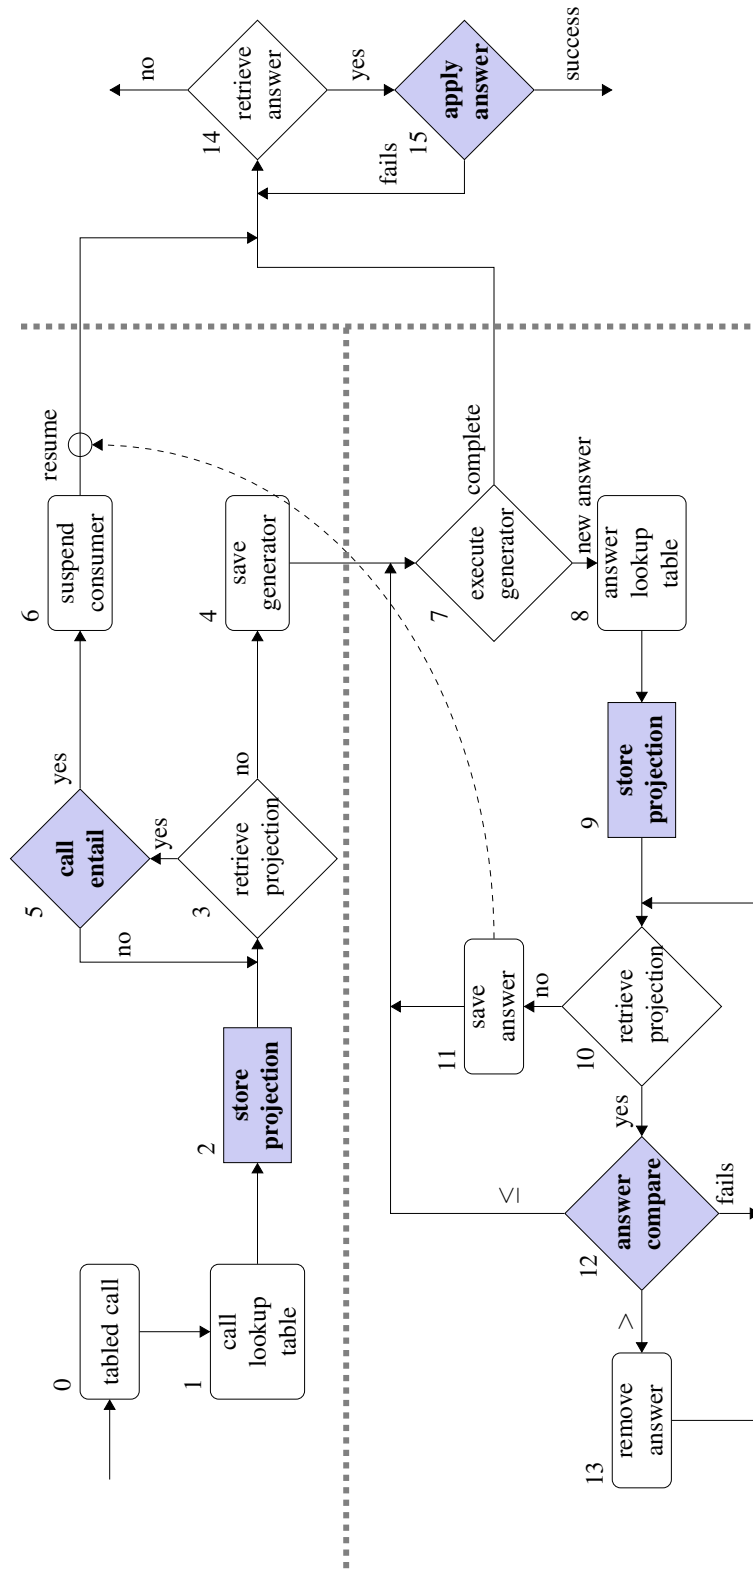 0
tabled call
1
call
lookup
table
2
store
projection
3
retrieve
projection
yes
no
5
call
entail
no
yes
4
save
generator
6
suspend
consumer
resume
7
execute
generator
complete
new answer
8
answer
lookup
table
9
store
projection
10
retrieve
projection
no
yes
11
save
answer
12
answer
compare
≤
>
fails
13
remove
answer
14
retrieve
answer
no
yes
15
apply
answer
fails
success